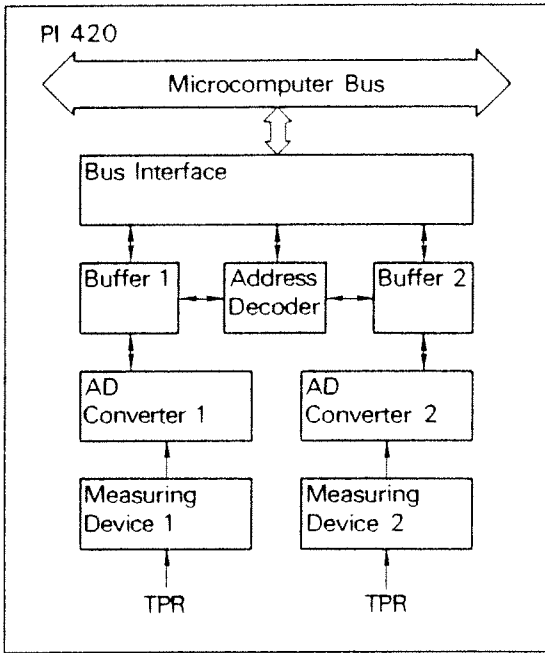 PI 420
Microcomputer Bus
Bus Interface
Buffer 1
Address
Decoder
Buffer 2
AD
Converter 1
AD
Converter 2
Measuring
Device 1
Measuring
Device 2
TPR
TPR